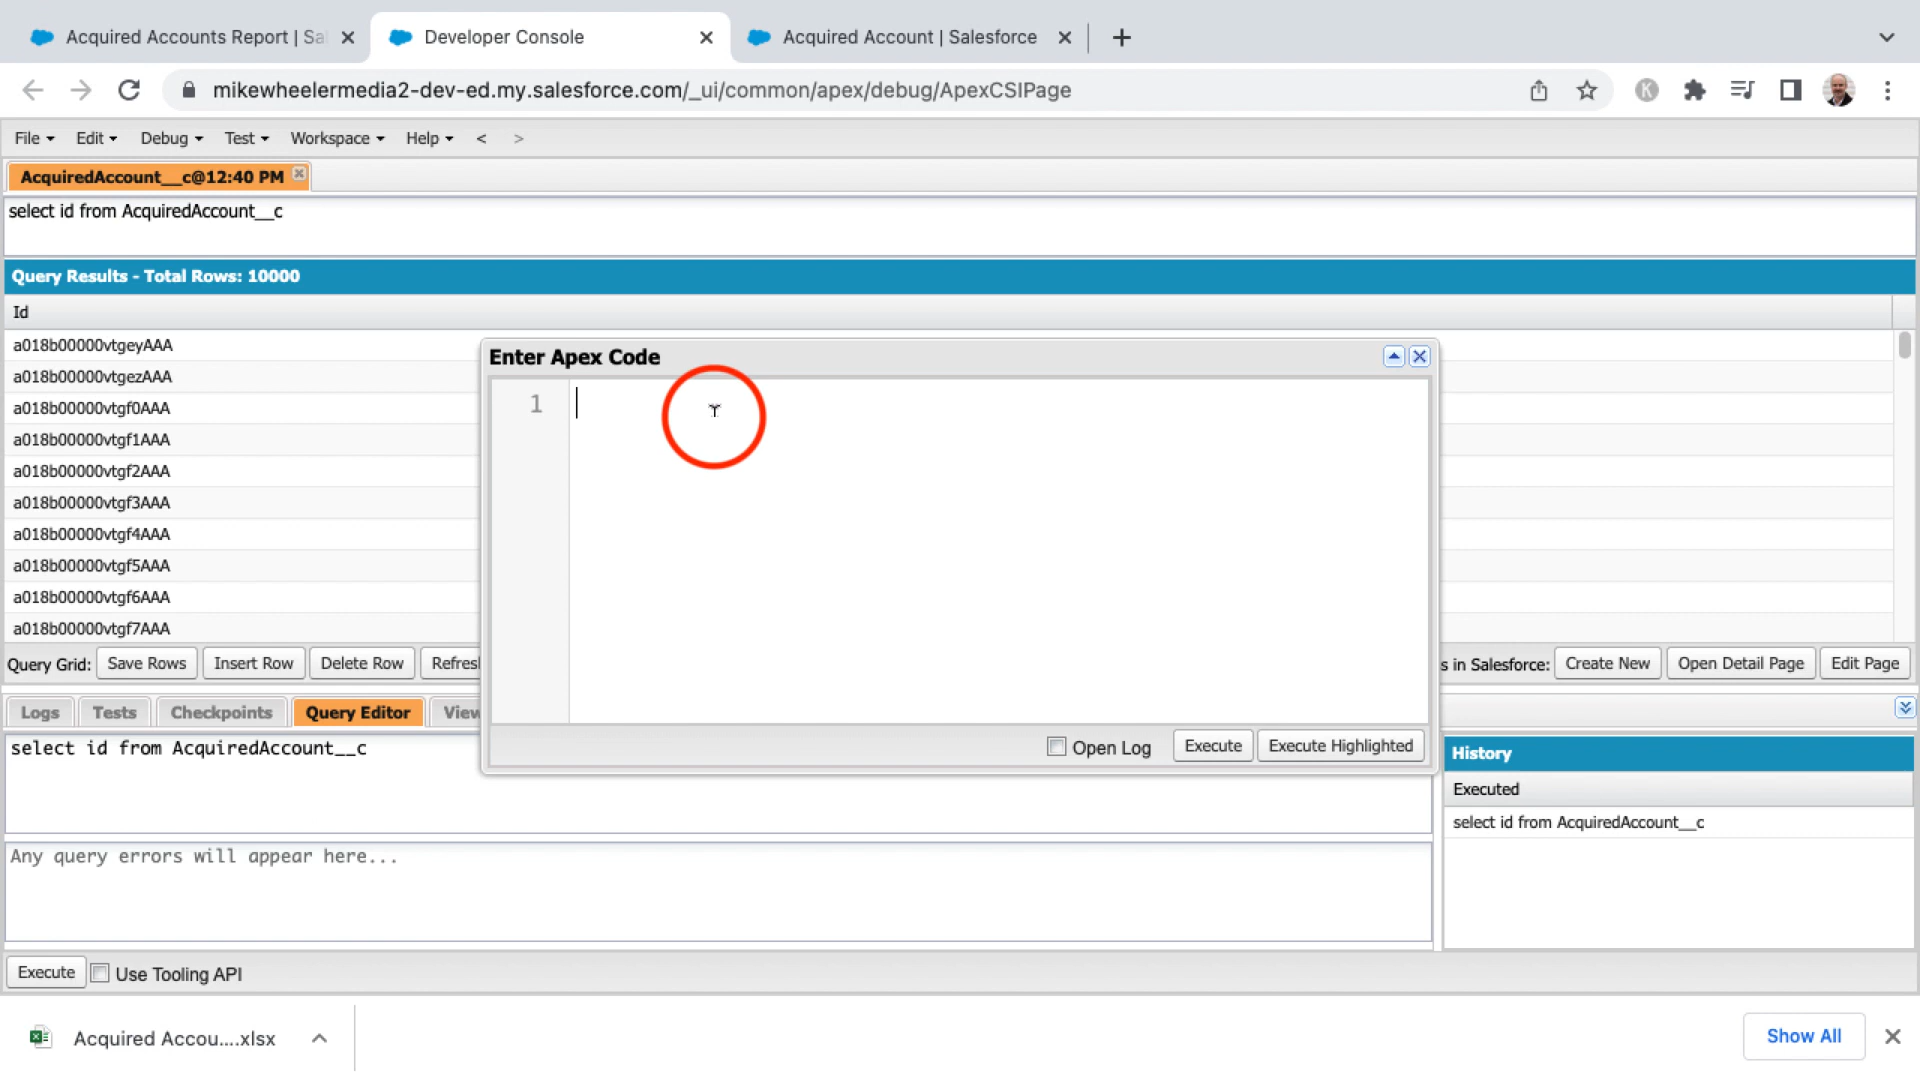 Acquired Accounts Report | Sa
Developer Console
Acquired Account | Salesforce
mikewheelermedia2-dev-ed.my.salesforce.com/_ui/common/apex/debug/ApexCSIPage
K
File Edit Debug Test Workspace Help < >
AcquiredAccount__c@12:40 PM
select id from AcquiredAccount__c
Query Results - Total Rows: 10000
Id
a018b00000vtgeyAAA
a018b00000vtgezAAA
a018b00000vtgf0AAA
a018b00000vtgf1AAA
a018b00000vtgf2AAA
a018b00000vtgf3AAA
a018b00000vtgf4AAA
a018b00000vtgf5AAA
a018b00000vtgf6AAA
a018b00000vtgf7AAA
Enter Apex Code
1
Open Log Execute Execute Highlighted
Query Grid: Save Rows Insert Row Delete Row Refres
s in Salesforce: Create New Open Detail Page Edit Page
Logs Tests Checkpoints Query Editor View
select id from AcquiredAccount__c
Any query errors will appear here...
History
Executed
select id from AcquiredAccount__c
Execute Use Tooling API
Acquired Accou....xlsx
Show All